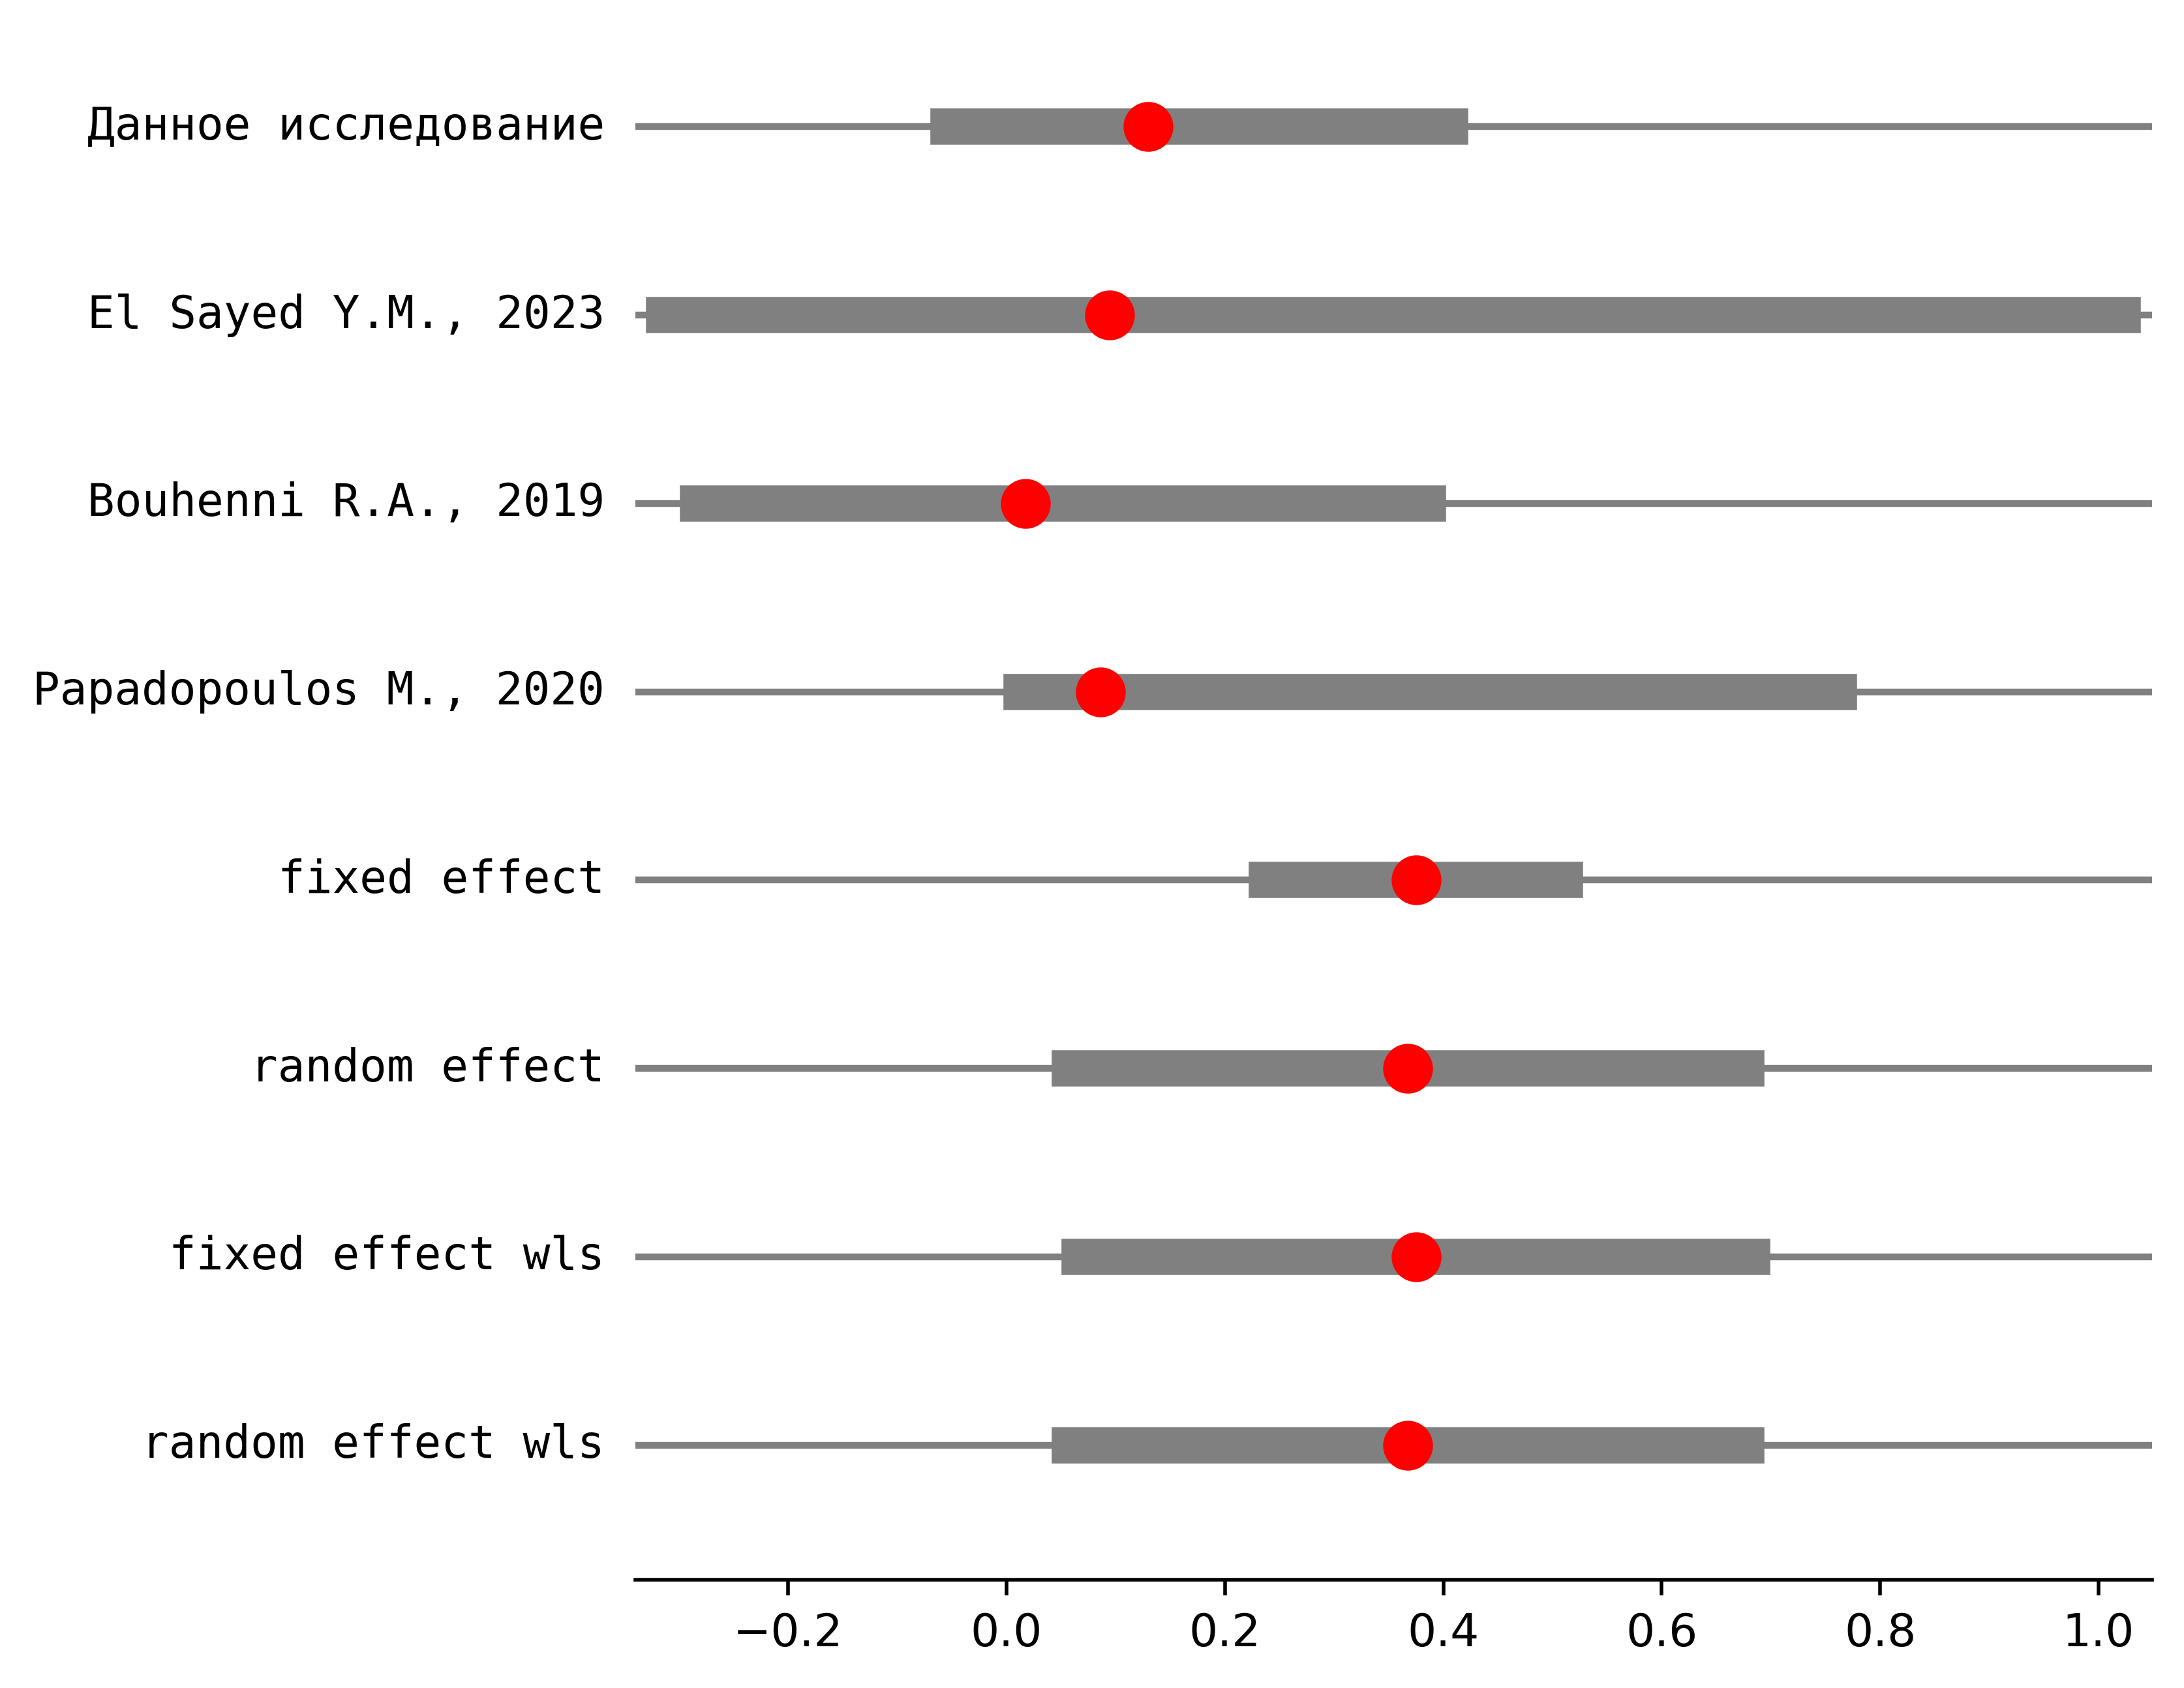 Данное исследование
El Sayed Y.M., 2023
Bouhenni R.A., 2019
Papadopoulos M., 2020
fixed effect
random effect
fixed effect wls
random effect wls
−0.2 0.0 0.2 0.4 0.6 0.8 1.0